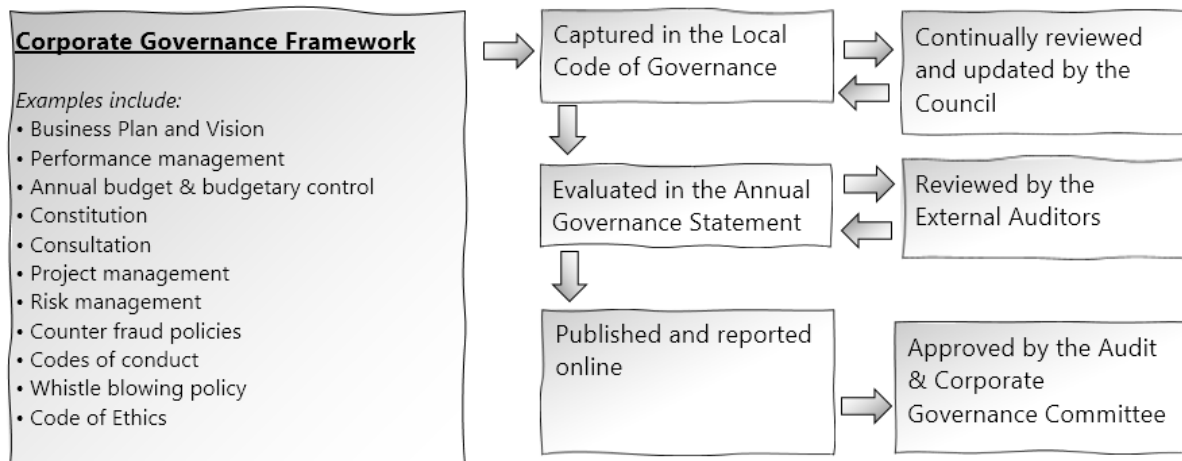 Corporate Governance Framework
Examples include:
• Business Plan and Vision
• Performance management
• Annual budget & budgetary control
• Constitution
• Consultation
• Project management
• Risk management
• Counter fraud policies
• Codes of conduct
• Whistle blowing policy
• Code of Ethics
Captured in the Local
Code of Governance
Continually reviewed
and updated by the
Council
Evaluated in the Annual
Governance Statement
Reviewed by the
External Auditors
Published and reported
online
Approved by the Audit
& Corporate
Governance Committee